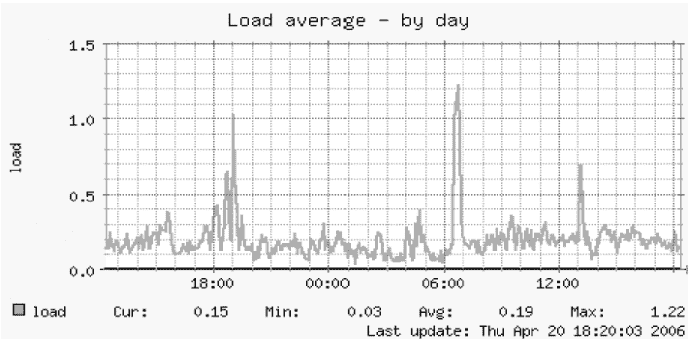 Load average - by day
1.5
1.0
0.5
0.0
load
18:00 00:00 06:00 12:00
load Cur: 0.15 Min: 0.03 Avg: 0.19 Max: 1.22
Last update: Thu Apr 20 18:20:03 2006